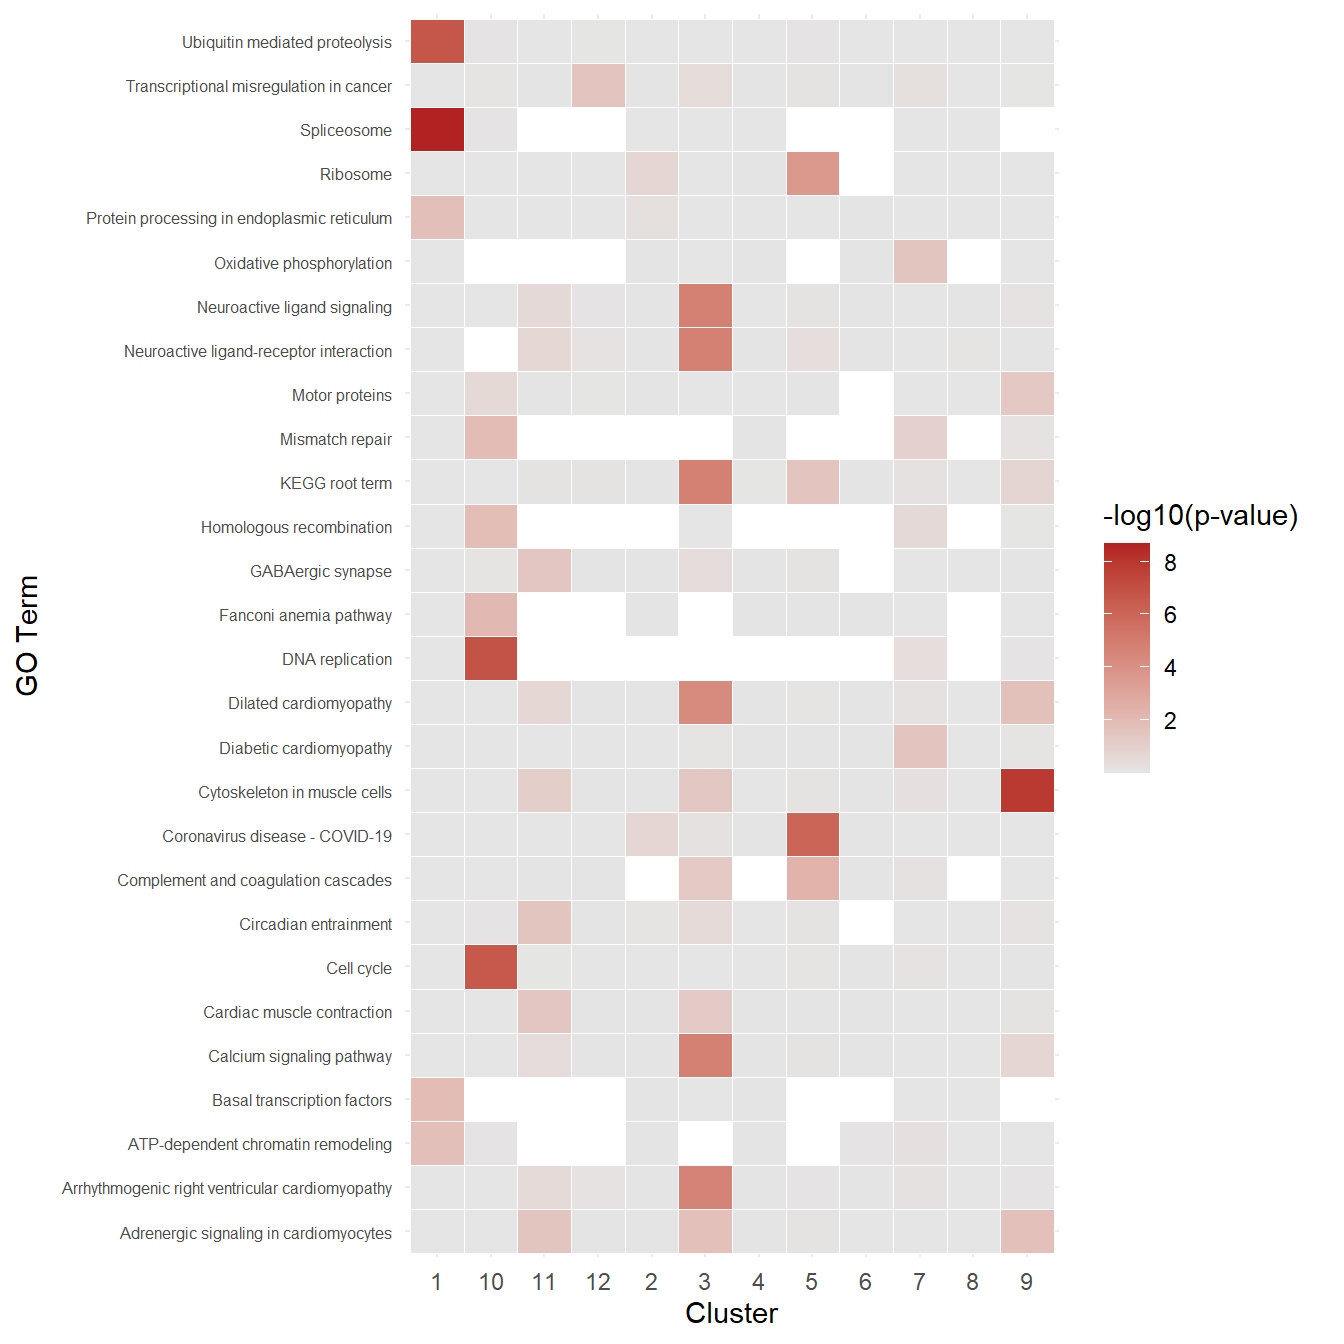 Ubiquitin mediated proteolysis
Transcriptional misregulation in cancer
Spliceosome
Ribosome
Protein processing in endoplasmic reticulum
Oxidative phosphorylation
Neuroactive ligand signaling
Neuroactive ligand-receptor interaction
Motor proteins
Mismatch repair
KEGG root term
Homologous recombination
GABAergic synapse
Fanconi anemia pathway
DNA replication
Dilated cardiomyopathy
Diabetic cardiomyopathy
Cytoskeleton in muscle cells
Coronavirus disease - COVID-19
Complement and coagulation cascades
Circadian entrainment
Cell cycle
Cardiac muscle contraction
Calcium signaling pathway
Basal transcription factors
ATP-dependent chromatin remodeling
Arrhythmogenic right ventricular cardiomyopathy
Adrenergic signaling in cardiomyocytes
GO Term
1 10 11 12 2 3 4 5 6 7 8 9
Cluster
-log10(p-value)
8
6
4
2